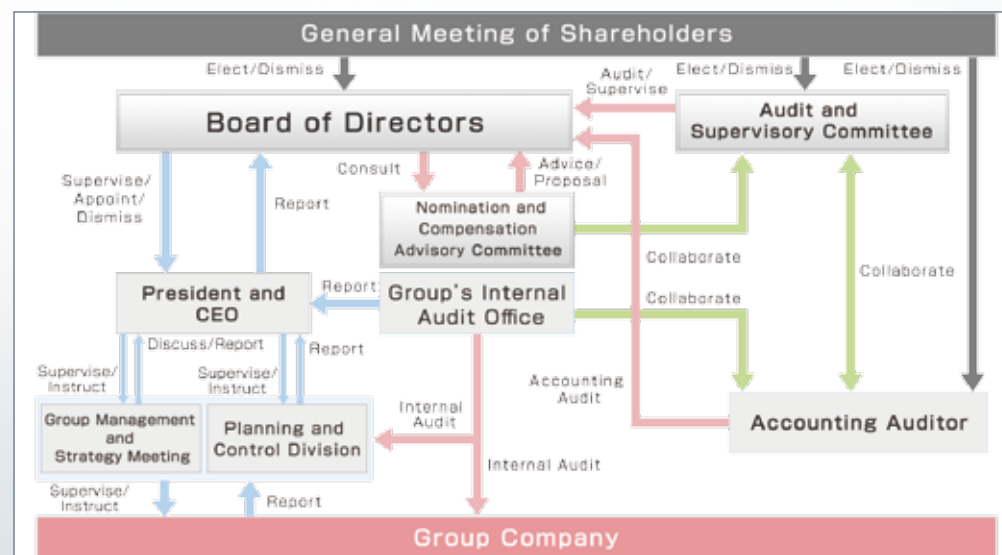 General Meeting of Shareholders
Elect/Dismiss
Audit/
Supervise
Elect/Dismiss
Elect/Dismiss
Board of Directors
Audit and
Supervisory Committee
Supervise/
Appoint/
Dismiss
Report
Consult
Advice/
Proposal
Nomination and
Compensation
Advisory Committee
Collaborate
Collaborate
President and
CEO
Report
Group's Internal
Audit Office
Collaborate
Discuss/Report
Report
Supervise/
Instruct
Supervise/
Instruct
Accounting
Audit
Group Management
and
Strategy Meeting
Planning and
Control Division
Internal
Audit
Accounting Auditor
Internal Audit
Supervise/
Instruct
Report
Group Company